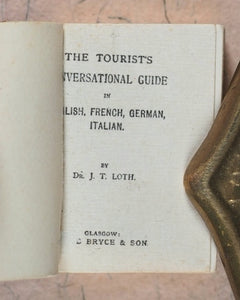 THE TOURIST'S
NVERSATIONAL GUIDE
IN
LISH, FRENCH, GERMAN,
ITALIAN.
BY
DR. J. T. LOTH.
GLASGOW:
BRYCE & SON